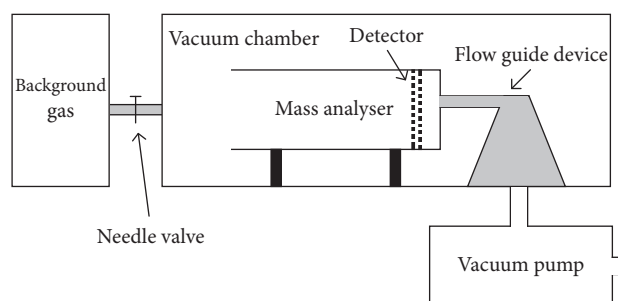 Background
gas
Vacuum chamber
Detector
Flow guide device
Mass analyser
Needle valve
Vacuum pump